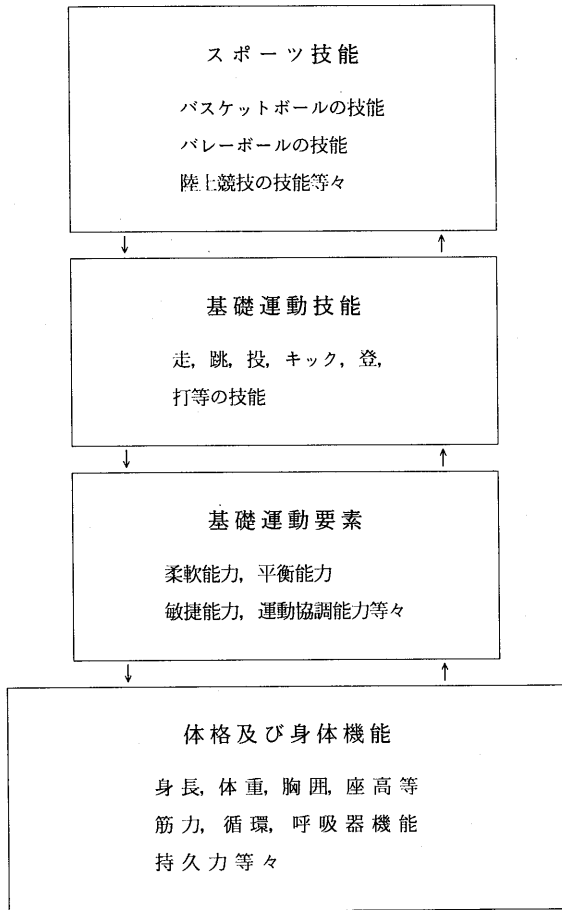 スポーツ技能
バスケットボールの技能
バレーボールの技能
陸上競技の技能等々
↓ ↑
基礎運動技能
走, 跳, 投, キック, 登,
打等の技能
↓ ↑
基礎運動要素
柔軟能力, 平衡能力
敏捷能力, 運動協調能力等々
↓ ↑
体格及び身体機能
身長, 体重, 胸囲, 座高等
筋力, 循環, 呼吸器機能
持久力等々